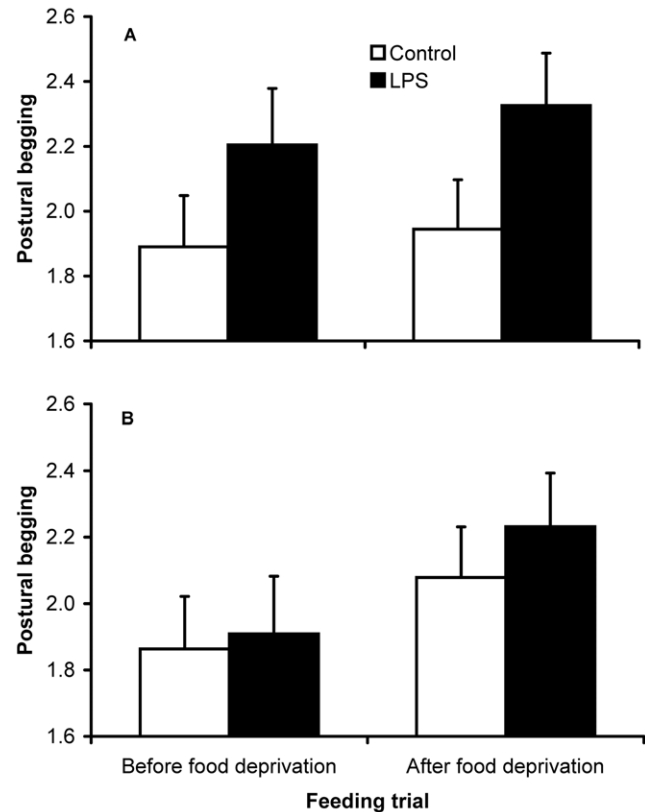 A
Control
LPS
Postural begging
2.6
2.4
2.2
2.0
1.8
1.6
B
Postural begging
2.6
2.4
2.2
2.0
1.8
1.6
Before food deprivation
After food deprivation
Feeding trial